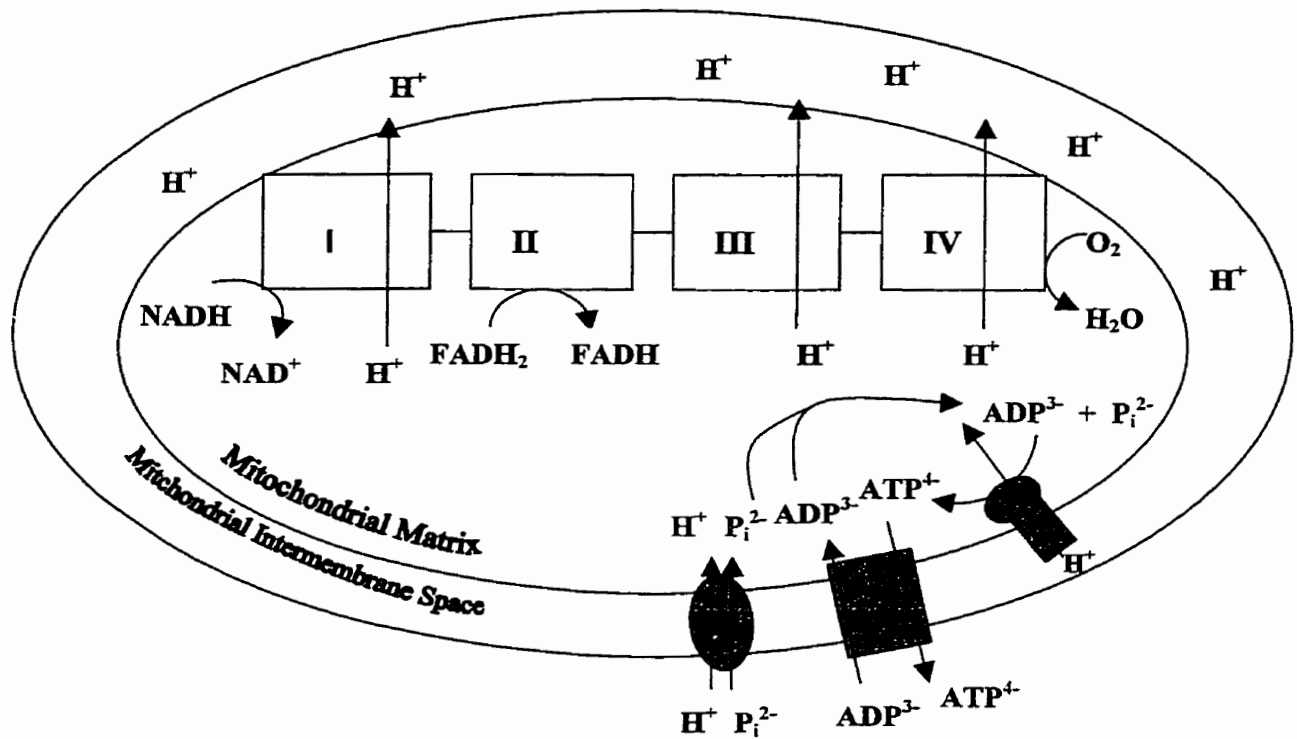 H⁺
H⁺
H⁺
H⁺
H⁺
H⁺
I
II
III
IV
O₂
H₂O
NADH
NAD⁺
H⁺
FADH₂
FADH
H⁺
H⁺
ADP³⁻ + Pᵢ²⁻
Mitochondrial Matrix
Mitchondrial Intermembrane Space
H⁺ Pᵢ²⁻ ADP³⁻ ATP⁴⁻
H⁺
H⁺ Pᵢ²⁻
ADP³⁻
ATP⁴⁻